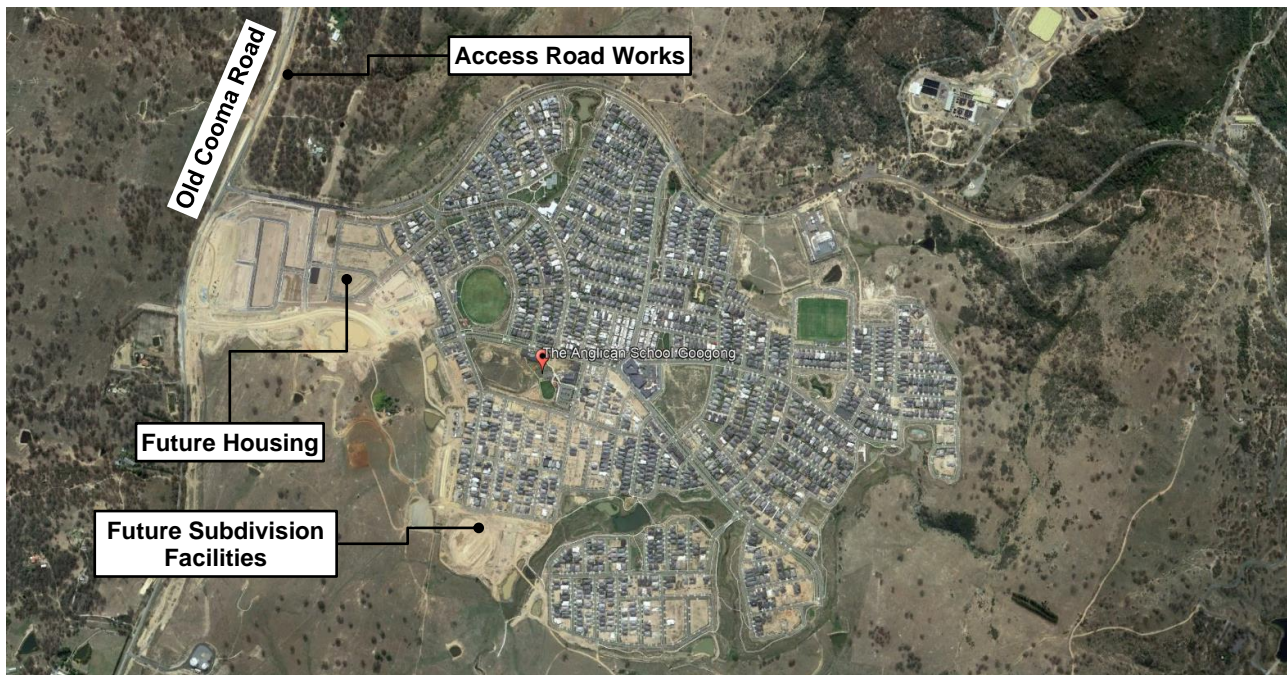 Access Road Works
Old Cooma Road
The Anglican School Googong
Future Housing
Future Subdivision
Facilities